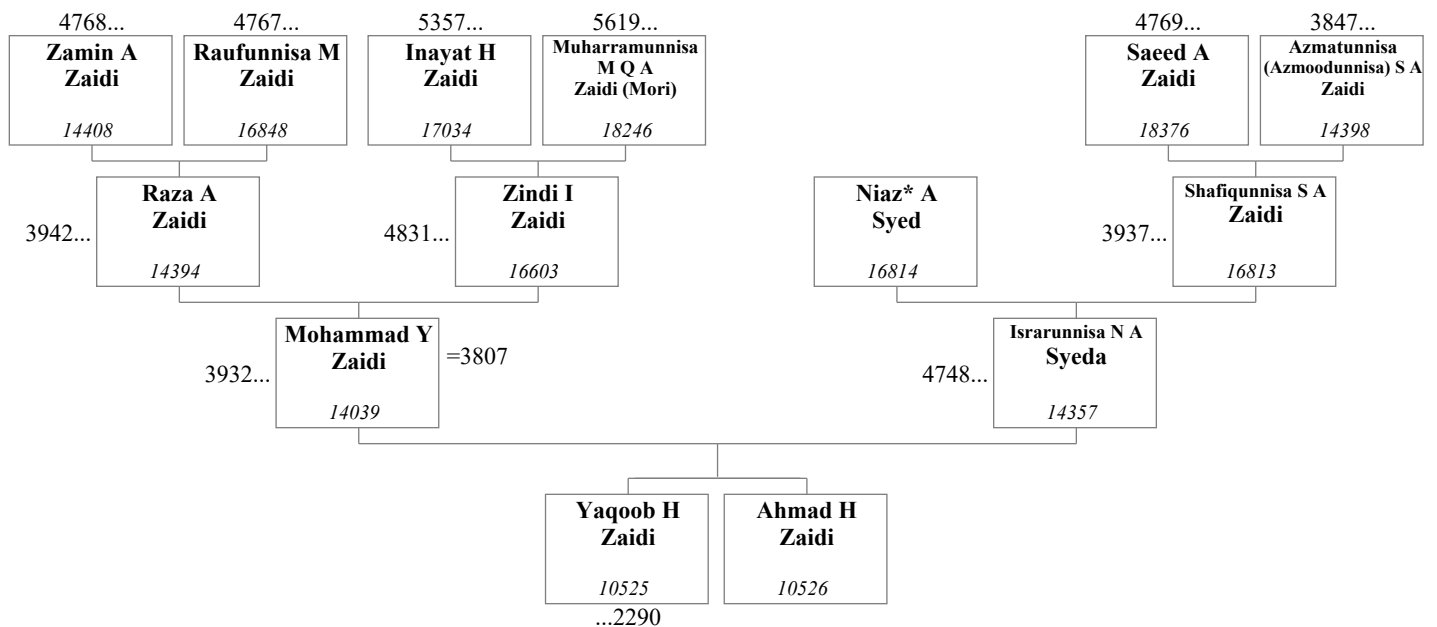 4768...
4767...
5357...
5619...
4769...
3847...
Zamin A
Zaidi
14408
Raufunnisa M
Zaidi
16848
Inayat H
Zaidi
17034
Muharramunnisa
M Q A
Zaidi (Mori)
18246
Saeed A
Zaidi
18376
Azmatunnisa
(Azmoodunnisa) S A
Zaidi
14398
3942...
Raza A
Zaidi
14394
4831...
Zindi I
Zaidi
16603
Niaz* A
Syed
16814
3937...
Shafiqunnisa S A
Zaidi
16813
3932...
Mohammad Y
Zaidi
14039
=3807
4748...
Israrunnisa N A
Syeda
14357
Yaqoob H
Zaidi
10525
...2290
Ahmad H
Zaidi
10526